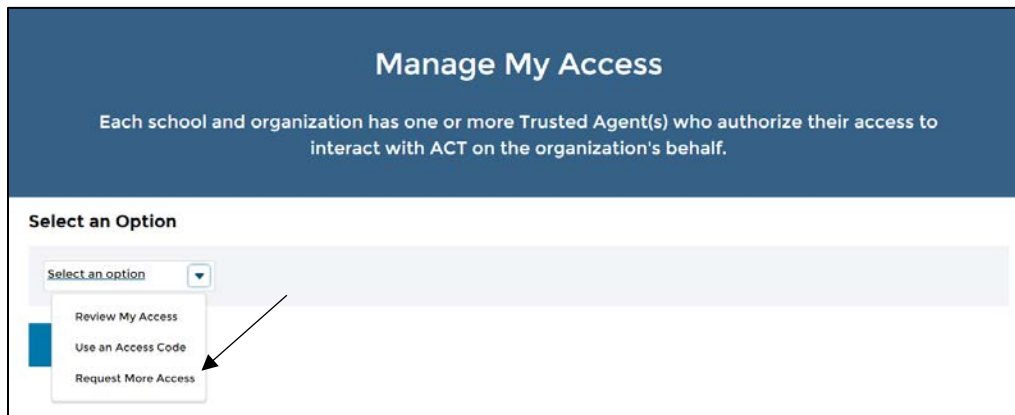 Manage My Access
Each school and organization has one or more Trusted Agent(s) who authorize their access to
interact with ACT on the organization's behalf.
Select an Option
Select an option
Review My Access
Use an Access Code
Request More Access